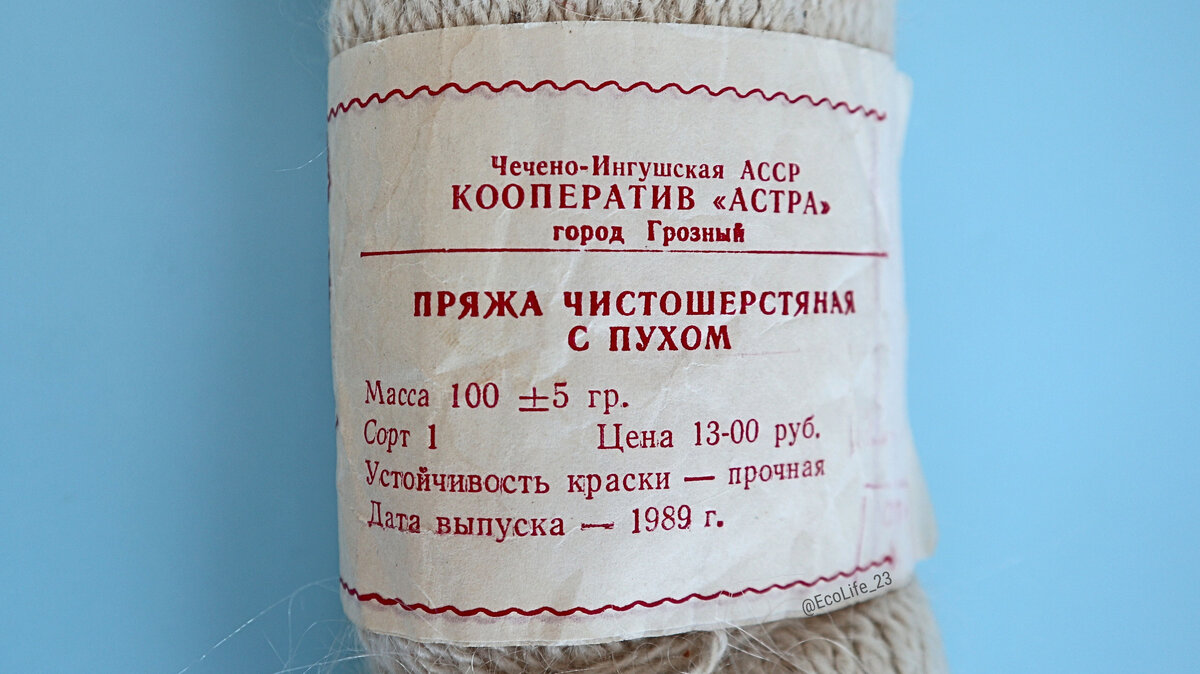 Чечено-Ингушская АССР
КООПЕРАТИВ «АСТРА»
город Грозный
ПРЯЖА ЧИСТОШЕРСТЯНАЯ
С ПУХОМ
Масса 100 ±5 гр.
Сорт 1 Цена 13-00 руб.
Устойчивость краски — прочная
Дата выпуска — 1989 г.
@EcoLife_23